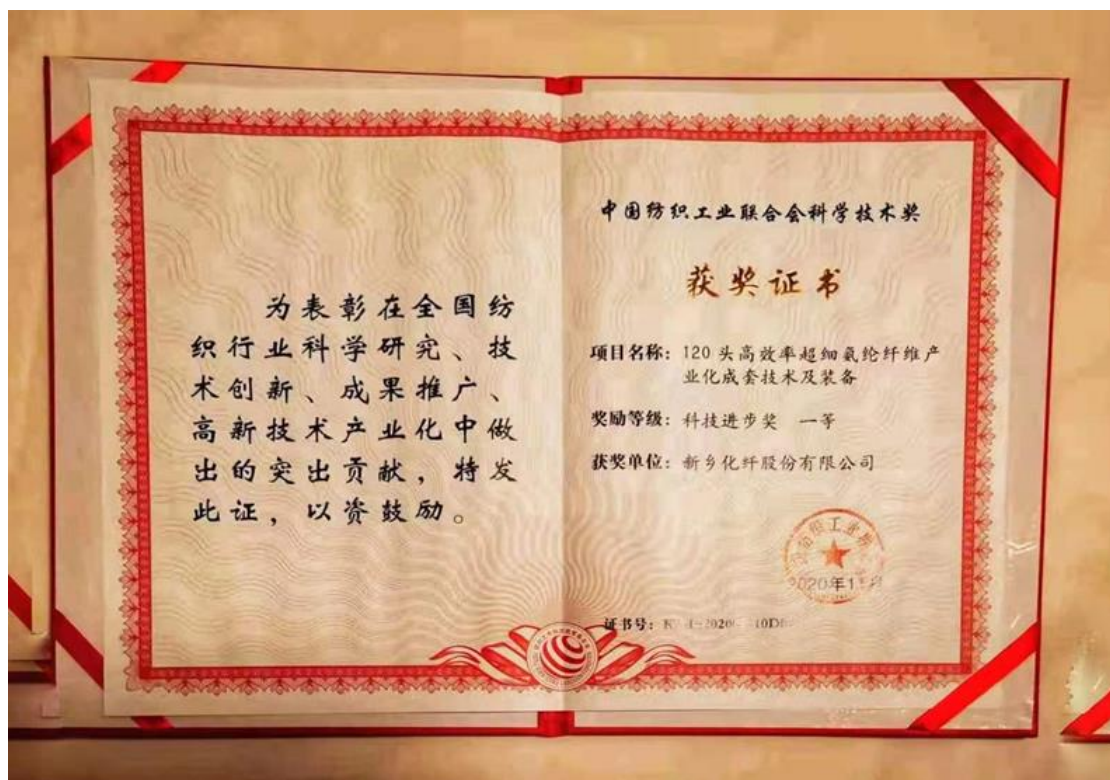 为表彰在全国纺
织行业科学研究、技
术创新、成果推广、
高新技术产业化中做
出的突出贡献，特发
此证，以资鼓励。
中国纺织工业联合会科学技术奖
获奖证书
项目名称：120 头高效率超细氨纶纤维产
业化成套技术及装备
奖励等级：科技进步奖 一等
获奖单位：新乡化纤股份有限公司
纺织工业
2020年
证书号：